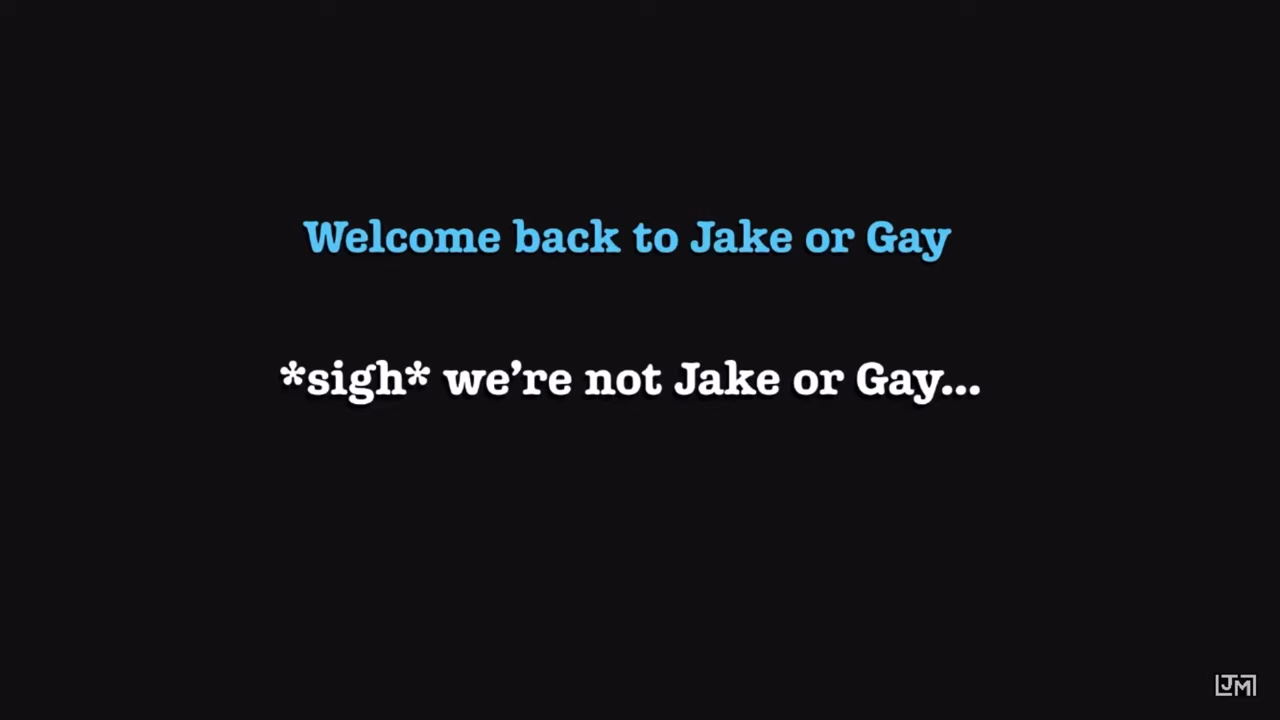 Welcome back to Jake or Gay
*sigh* we’re not Jake or Gay...
JM